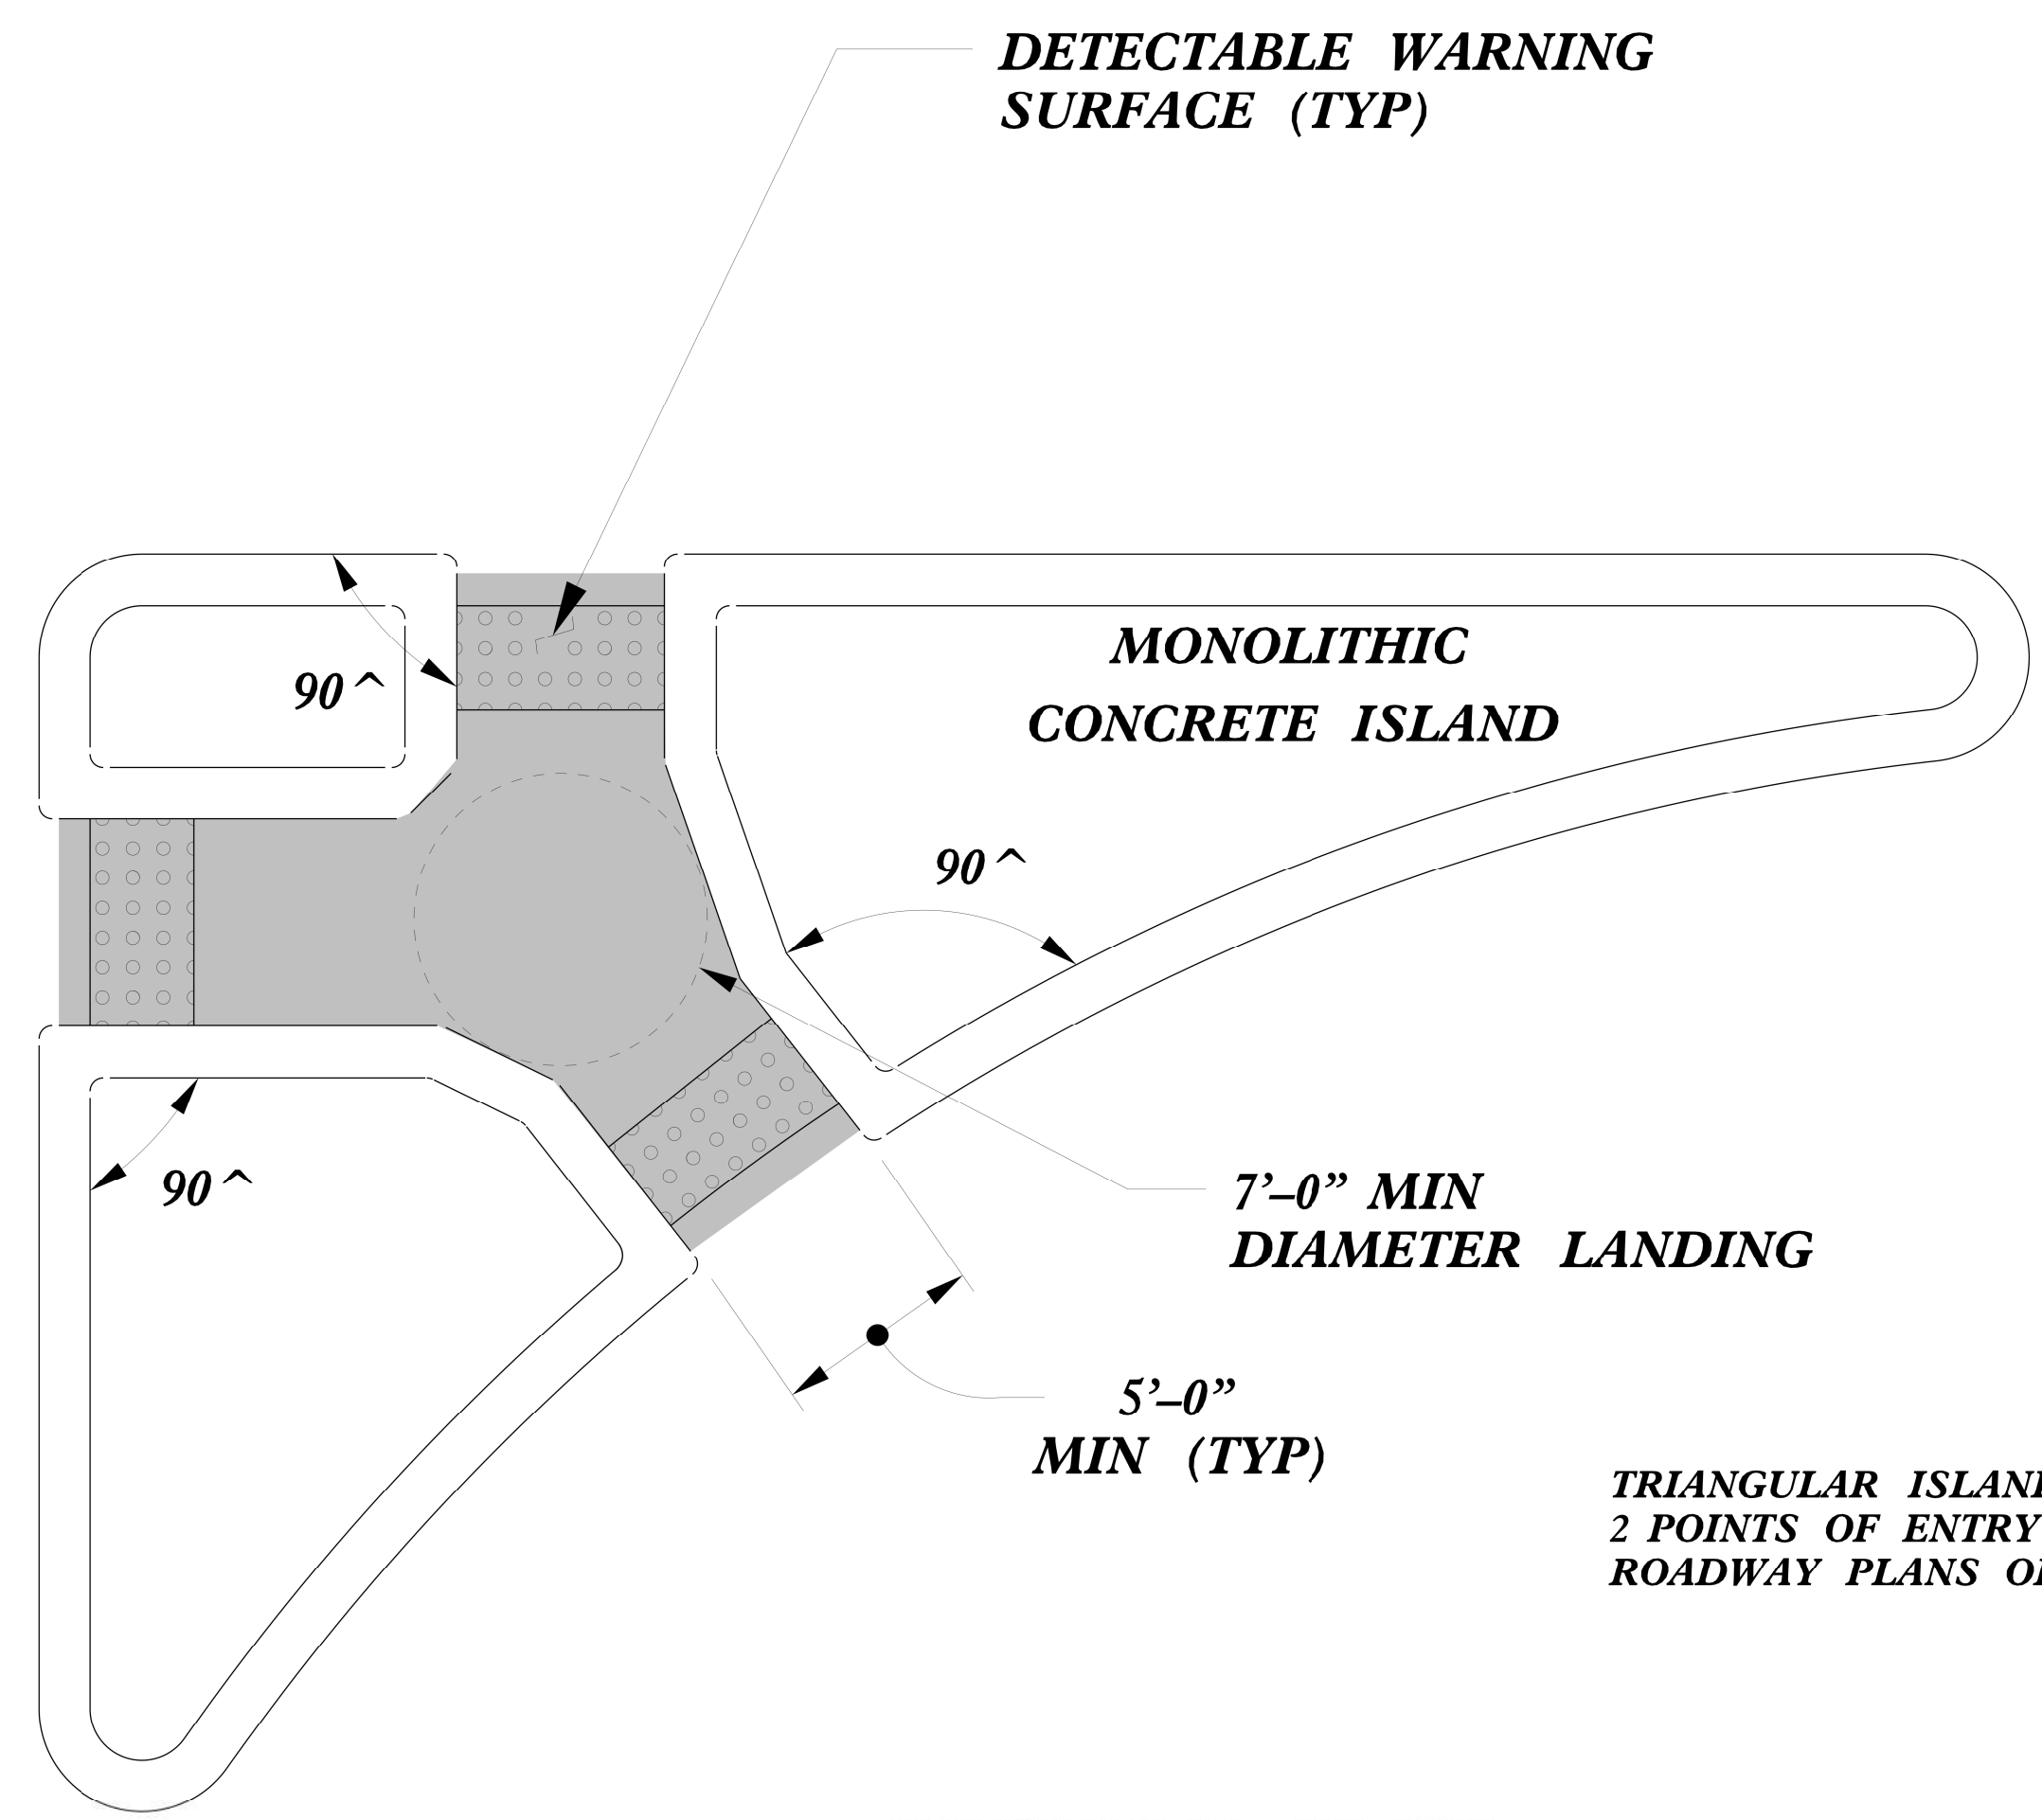 DETECTABLE WARNING
SURFACE (TYP)
MONOLITHIC
CONCRETE ISLAND
90^
90^
90^
7’–0” MIN
DIAMETER LANDING
5’–0”
MIN (TYP)
TRIANGULAR
2 POINTS OF ENTRY
ROADWAY PLANS